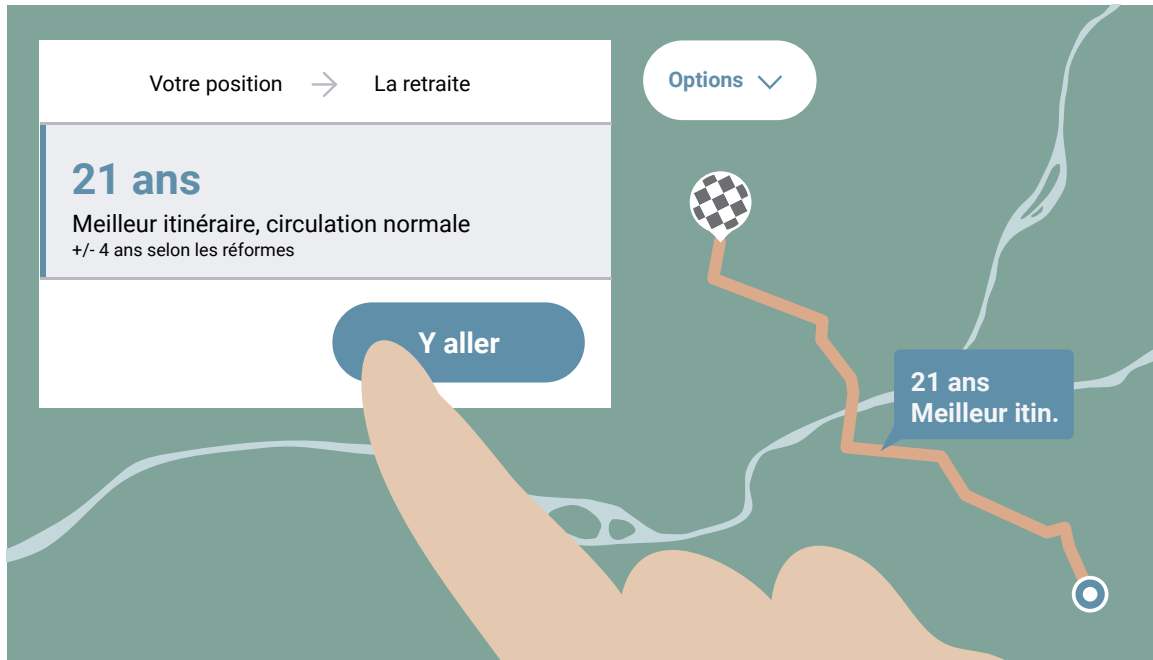 Votre position → La retraite
Options
21 ans
Meilleur itinéraire, circulation normale
+/- 4 ans selon les réformes
Y aller
21 ans
Meilleur itin.